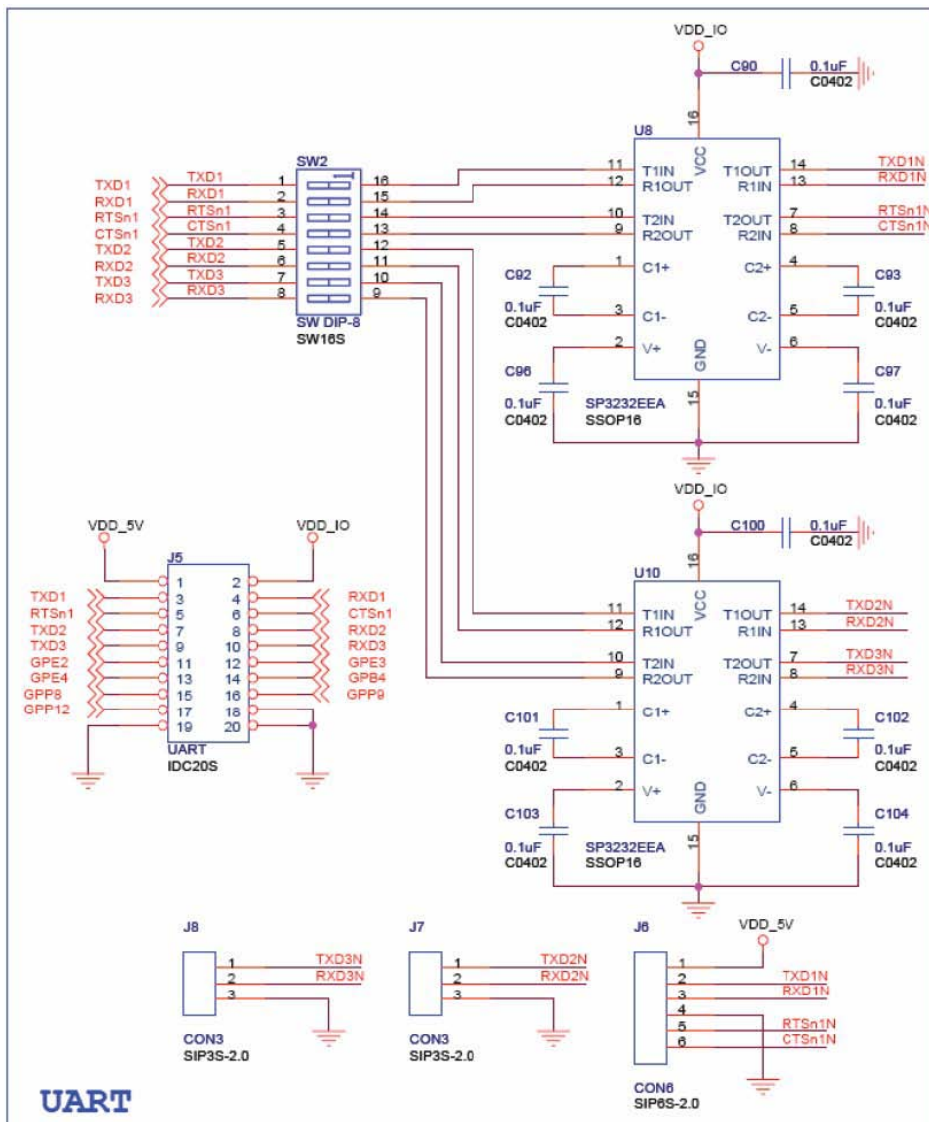 VDD_IO
C90 0.1uF
C0402
16
U8
VCC
SW2
TXD1 TXD1 1 16
RXD1 RXD1 2 15
RTSn1 RTSn1 3 14
CTSn1 CTSn1 4 13
TXD2 TXD2 5 12
RXD2 RXD2 6 11
TXD3 TXD3 7 10
RXD3 RXD3 8 9
SW DIP-8
SW16S
11 T1IN T1OUT 14 TXD1N
12 R1OUT R1IN 13 RXD1N
10 T2IN T2OUT 7 RTSn1N
9 R2OUT R2IN 8 CTSn1N
C92 1 C1+ C2+ 4 C93
0.1uF 3 C1- C2- 5 0.1uF
C0402 C0402
2 V+ V- 6
C96 GND C97
0.1uF 15 0.1uF
C0402 C0402
SP3232EEA
SSOP16
VDD_IO
C100 0.1uF
C0402
16
U10
VCC
11 T1IN T1OUT 14 TXD2N
12 R1OUT R1IN 13 RXD2N
10 T2IN T2OUT 7 TXD3N
9 R2OUT R2IN 8 RXD3N
C101 1 C1+ C2+ 4 C102
0.1uF 3 C1- C2- 5 0.1uF
C0402 C0402
2 V+ V- 6
C103 GND C104
0.1uF 15 0.1uF
C0402 C0402
SP3232EEA
SSOP16
VDD_5V VDD_IO
J5
1 2
TXD1 3 4 RXD1
RTSn1 5 6 CTSn1
TXD2 7 8 RXD2
TXD3 9 10 RXD3
GPE2 11 12 GPE3
GPE4 13 14 GPB4
GPP8 15 16 GPP9
GPP12 17 18
19 20
UART
IDC20S
J8
1 TXD3N
2 RXD3N
3
CON3
SIP3S-2.0
J7
1 TXD2N
2 RXD2N
3
CON3
SIP3S-2.0
J6
VDD_5V
1
2 TXD1N
3 RXD1N
4
5 RTSn1N
6 CTSn1N
CON6
SIP6S-2.0
UART